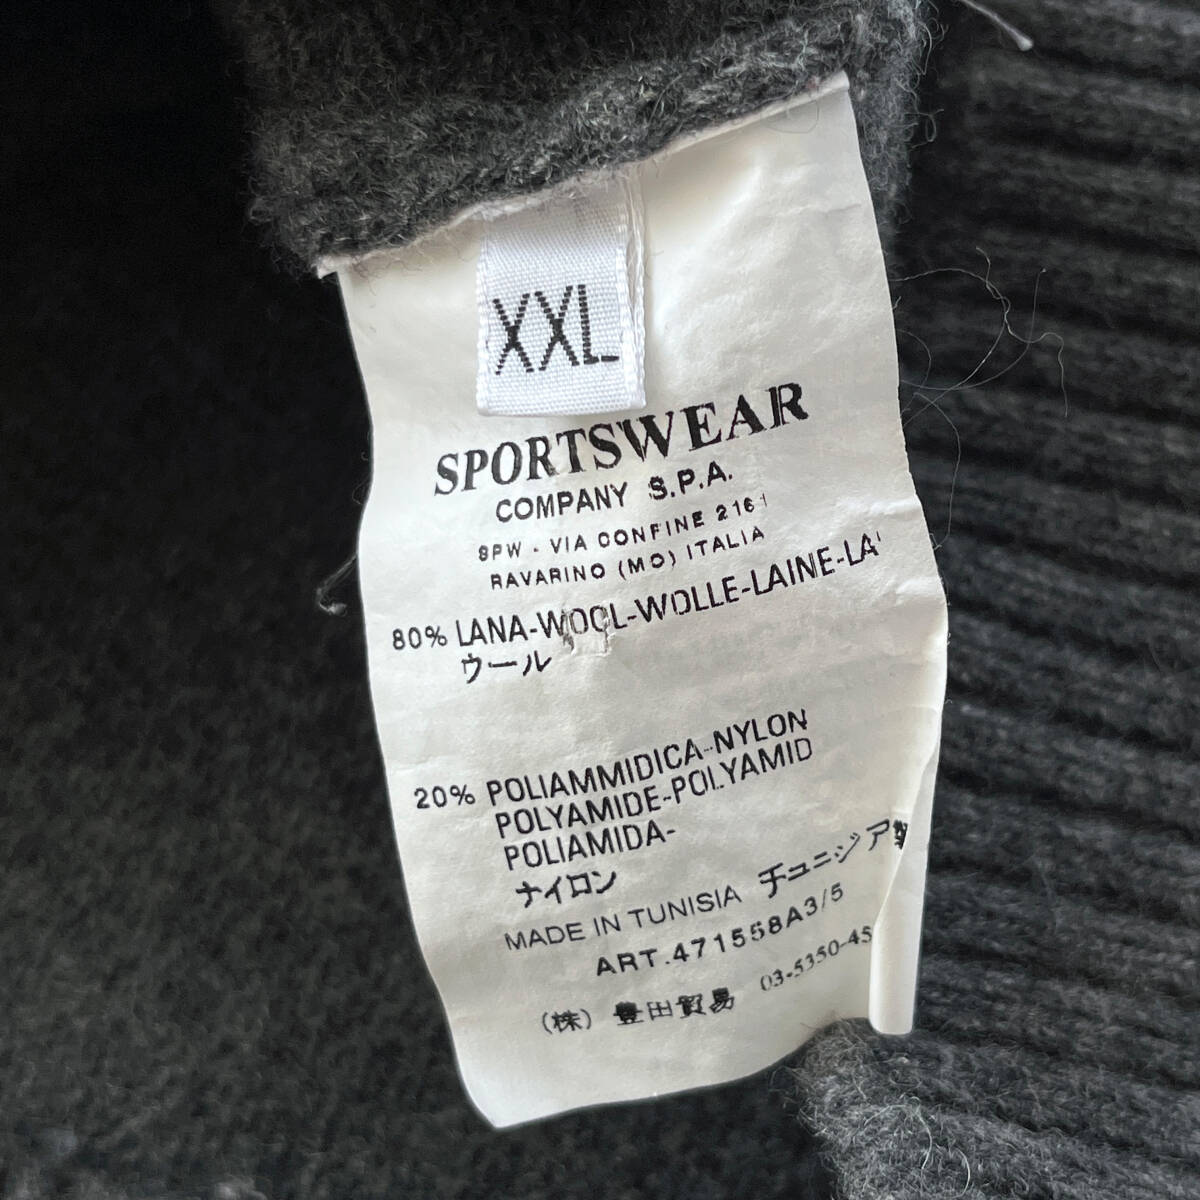 XXL
SPORTSWEAR
COMPANY S.P.A.
SPW - VIA CONFINE 2161
RAVARINO (MO) ITALIA
80% LANA-WOOL-WOLLE-LAINE-LA'
ウール
20% POLIAMMIDICA-NYLON
POLYAMIDE-POLYAMID
POLIAMIDA-
ナイロン
MADE IN TUNISIA チュニジア製
ART.471558A3/5
(株) 豊田貿易 03-5350-45